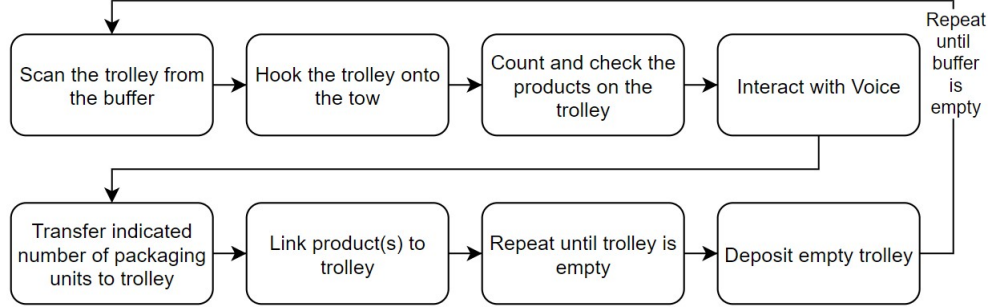 Scan the trolley from
the buffer
Hook the trolley onto
the tow
Count and check the
products on the
trolley
Interact with Voice
Repeat
until
buffer
is
empty
Transfer indicated
number of packaging
units to trolley
Link product(s) to
trolley
Repeat until trolley is
empty
Deposit empty trolley